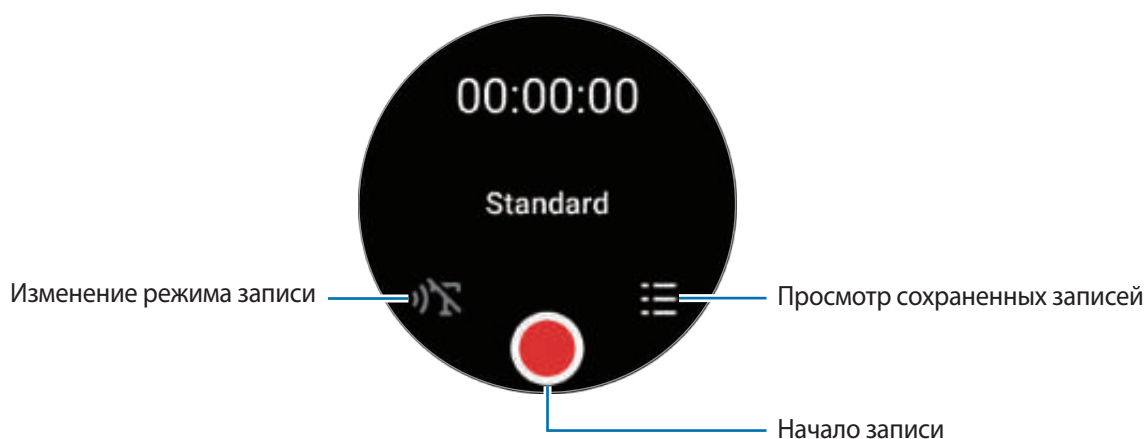 00:00:00
Standard
Изменение режима записи
Просмотр сохраненных записей
Начало записи